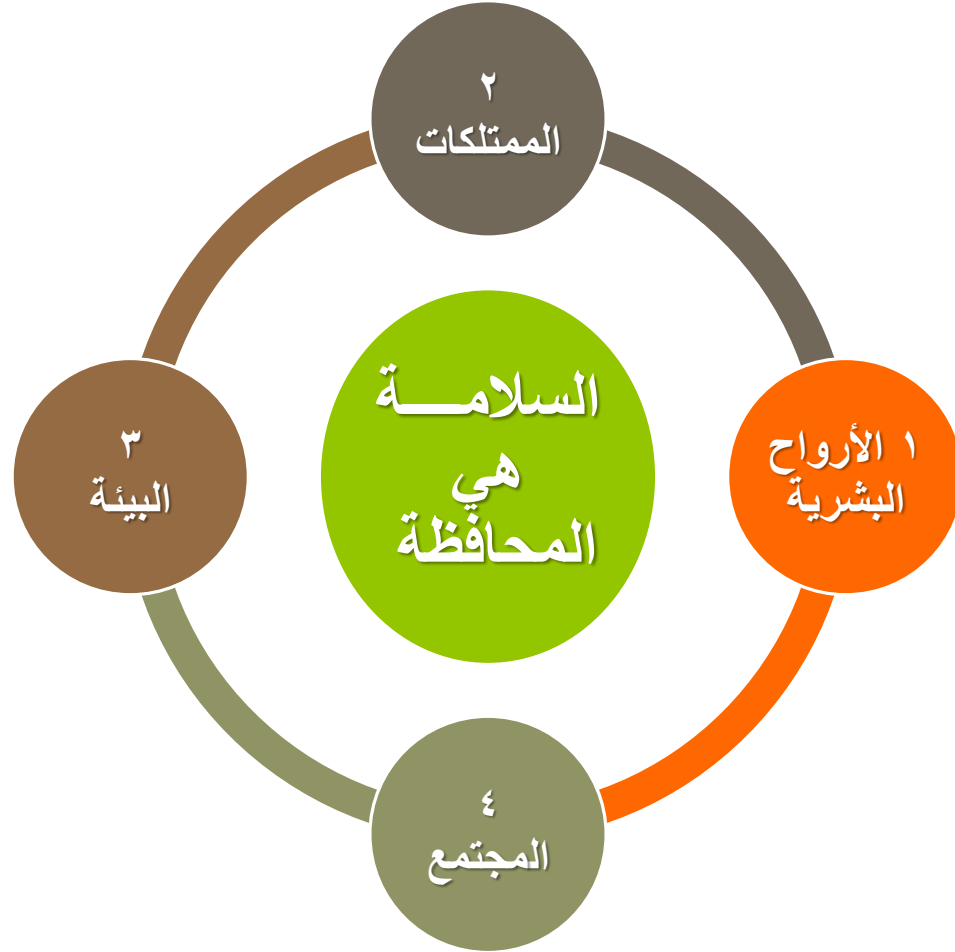 السلامـــة
هي
المحافظة
١ الأرواح
البشرية
٢
الممتلكات
٣
البيئة
٤
المجتمع